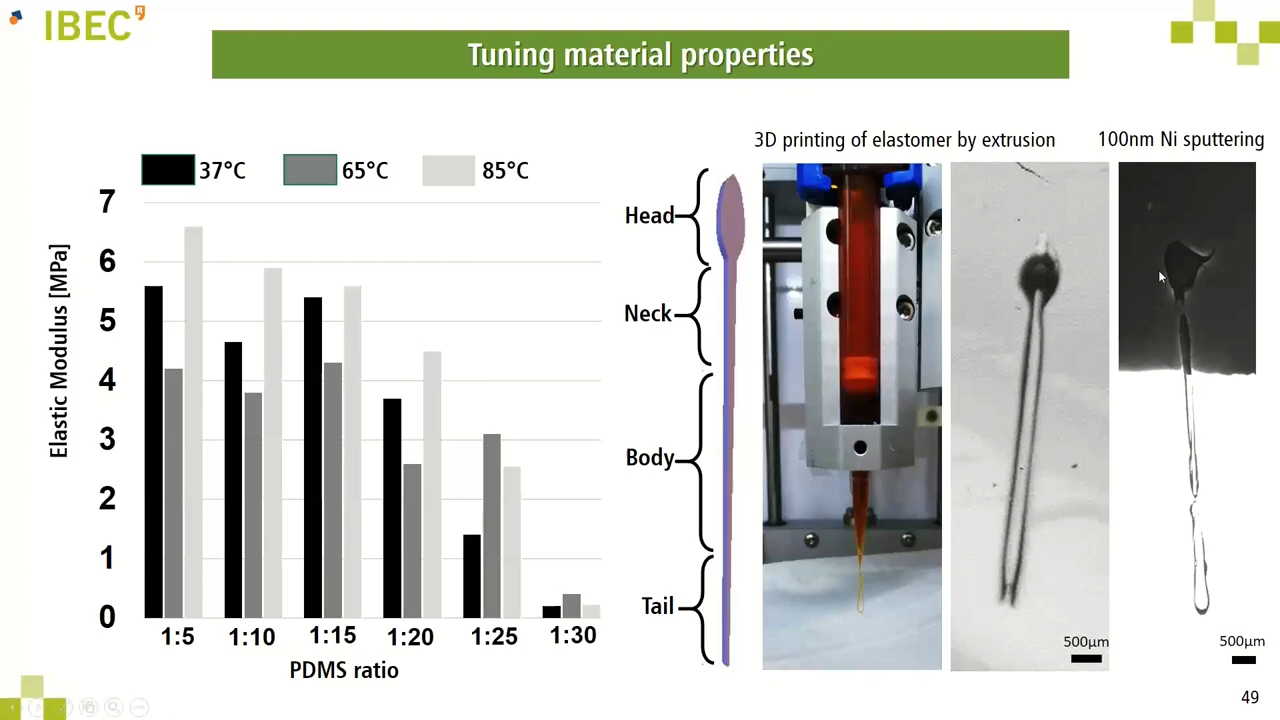 IBEC
R
Tuning material properties
3D printing of elastomer by extrusion
100nm Ni sputtering
37°C
65°C
85°C
Elastic Modulus [MPa]
7
6
5
4
3
2
1
0
1:5
1:10
1:15
1:20
1:25
1:30
PDMS ratio
Head
Neck
Body
Tail
500µm
500µm
49